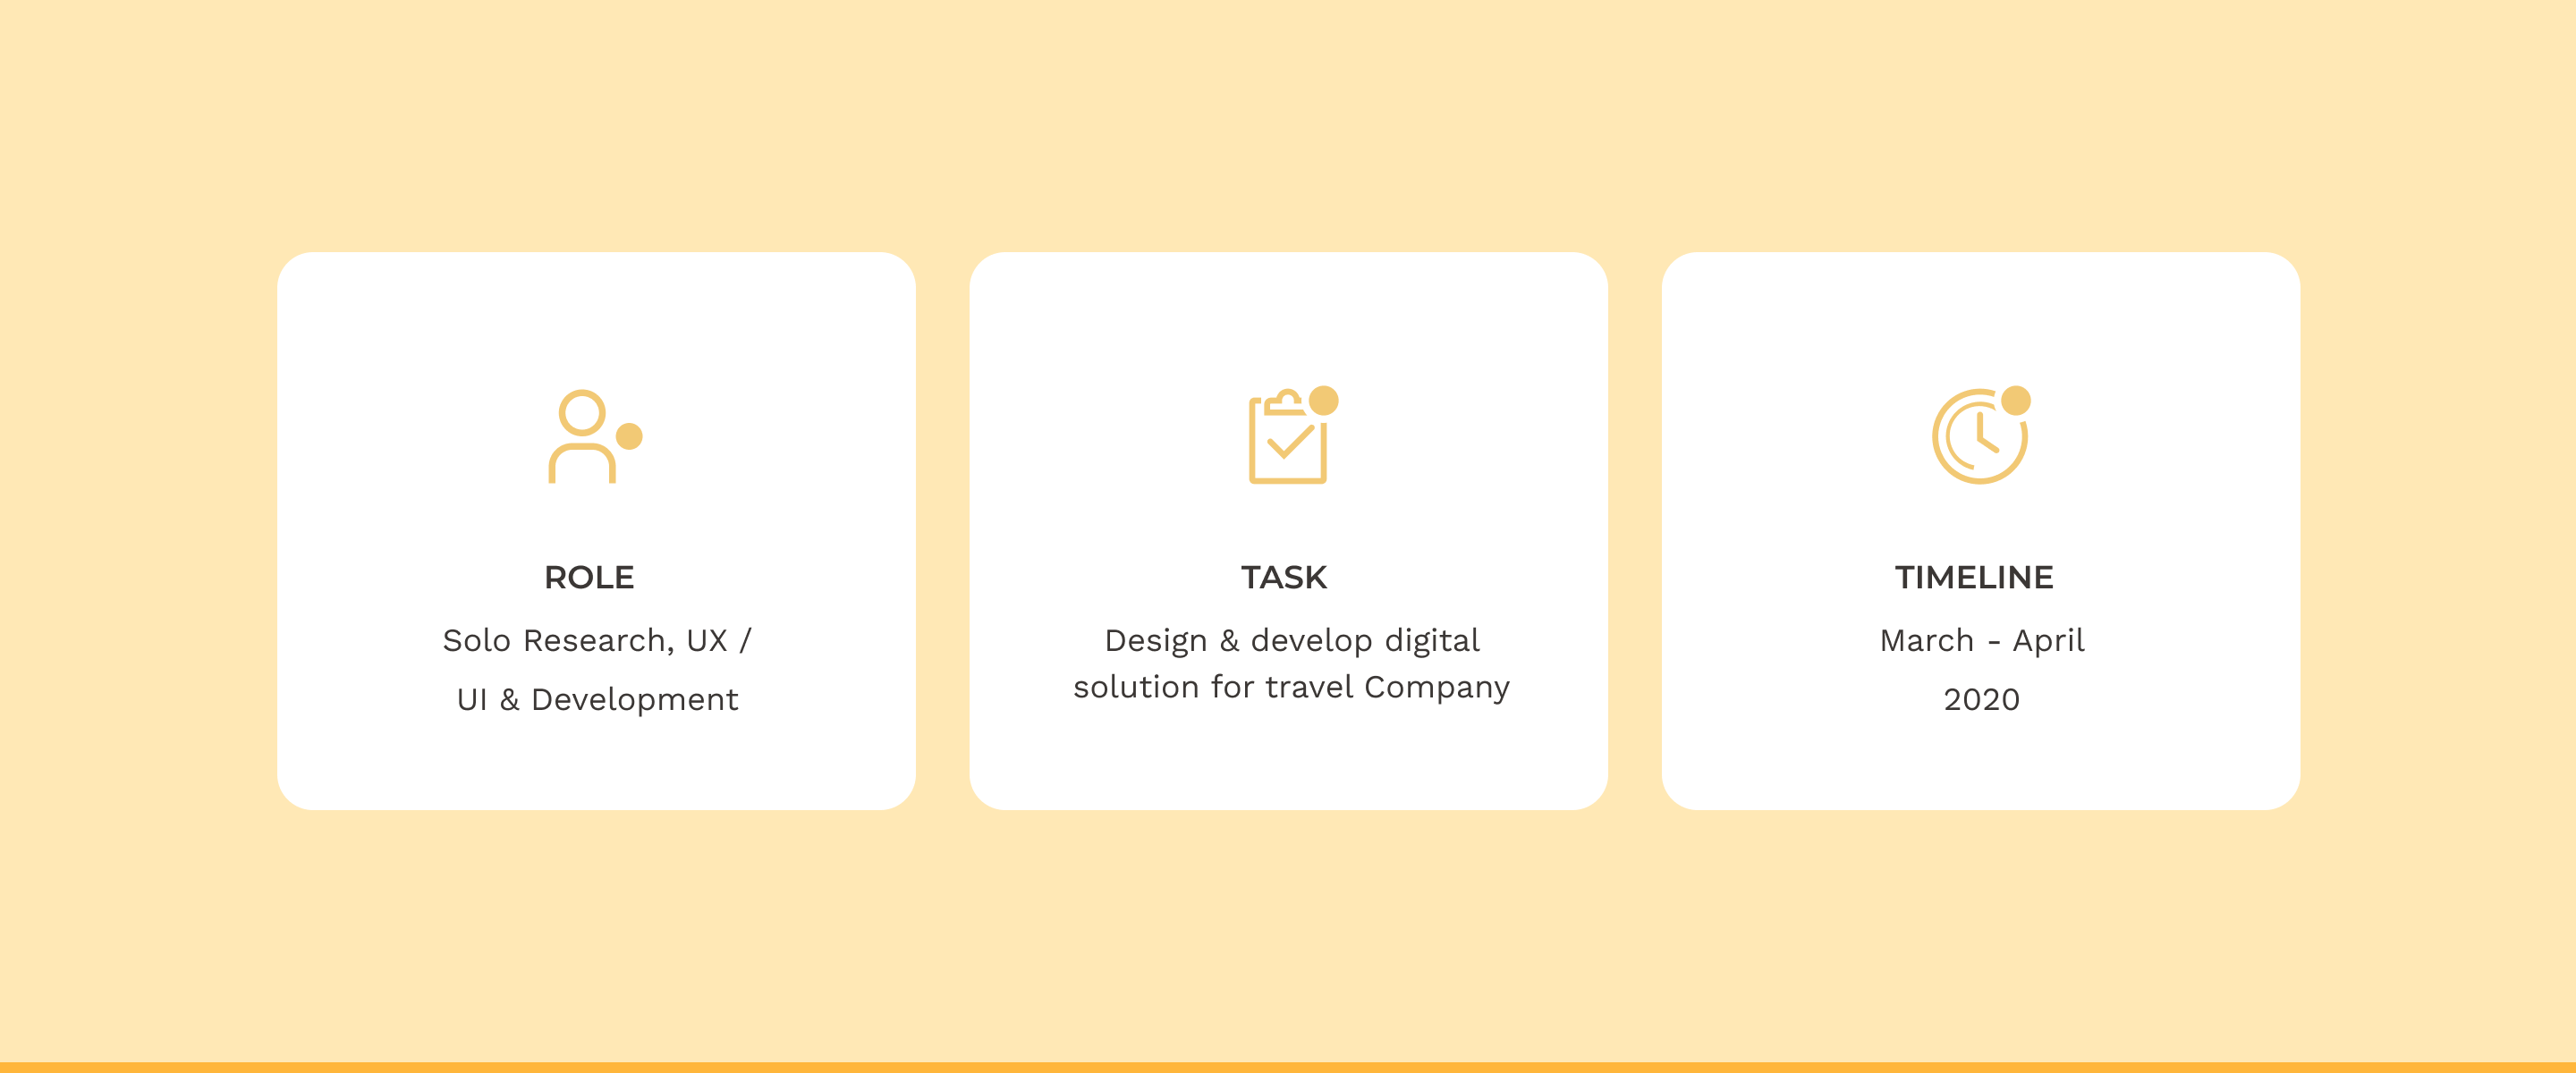 ROLE
Solo Research, UX /
UI & Development
TASK
Design & develop digital
solution for travel Company
TIMELINE
March - April
2020